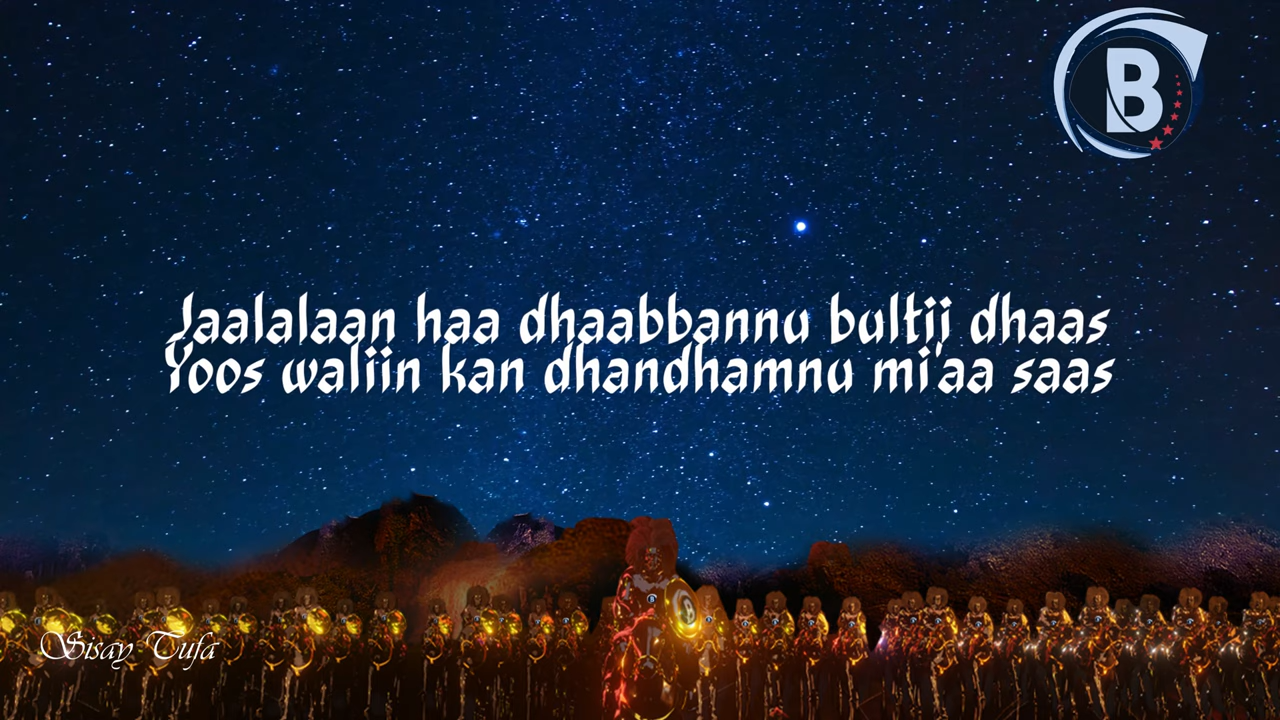 B
Jaalalaan haa dhaabbannu bultii dhaas
Yoos waliin kan dhandhamnu mi'aa saas
Sisay Tufa